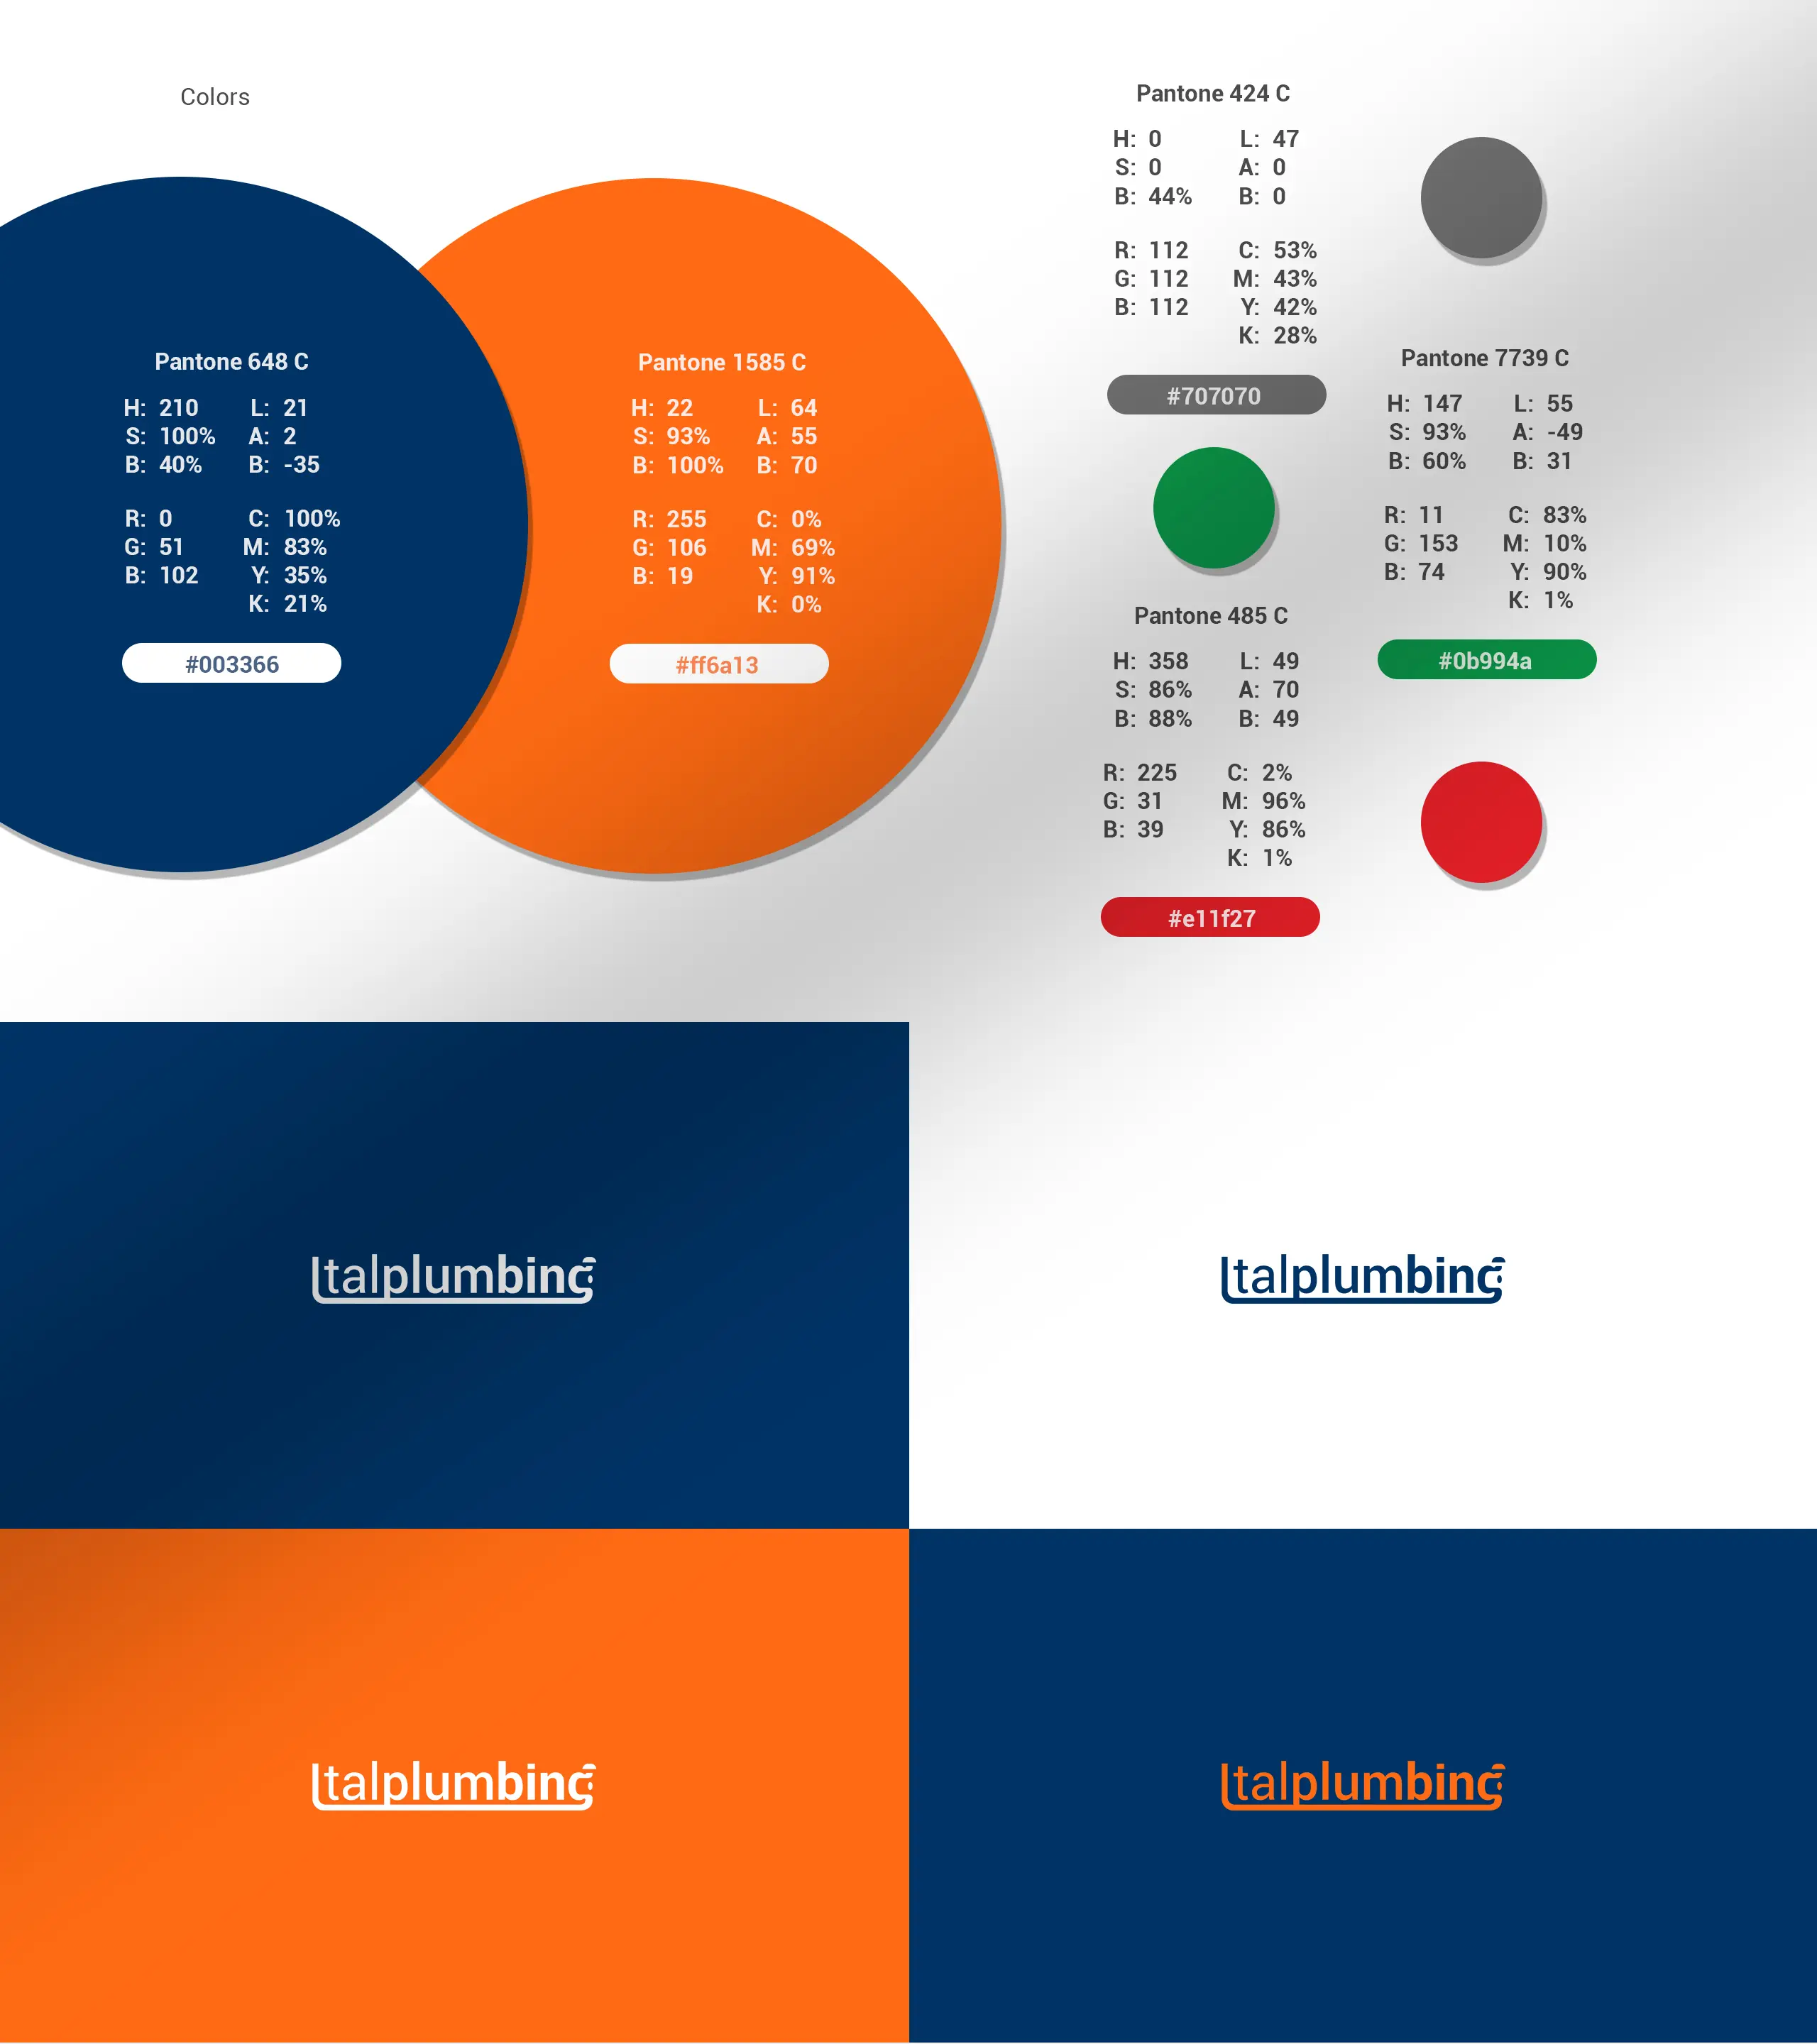 Colors
Pantone 648 C
H: 210 L: 21
S: 100% A: 2
B: 40% B: -35
R: 0 C: 100%
G: 51 M: 83%
B: 102 Y: 35%
K: 21%
#003366
Pantone 1585 C
H: 22 L: 64
S: 93% A: 55
B: 100% B: 70
R: 255 C: 0%
G: 106 M: 69%
B: 19 Y: 91%
K: 0%
#ff6a13
Pantone 424 C
H: 0 L: 47
S: 0 A: 0
B: 44% B: 0
R: 112 C: 53%
G: 112 M: 43%
B: 112 Y: 42%
K: 28%
#707070
Pantone 7739 C
H: 147 L: 55
S: 93% A: -49
B: 60% B: 31
R: 11 C: 83%
G: 153 M: 10%
B: 74 Y: 90%
K: 1%
#0b994a
Pantone 485 C
H: 358 L: 49
S: 86% A: 70
B: 88% B: 49
R: 225 C: 2%
G: 31 M: 96%
B: 39 Y: 86%
K: 1%
#e11f27
Italplumbing
Italplumbing
Italplumbing
Italplumbing